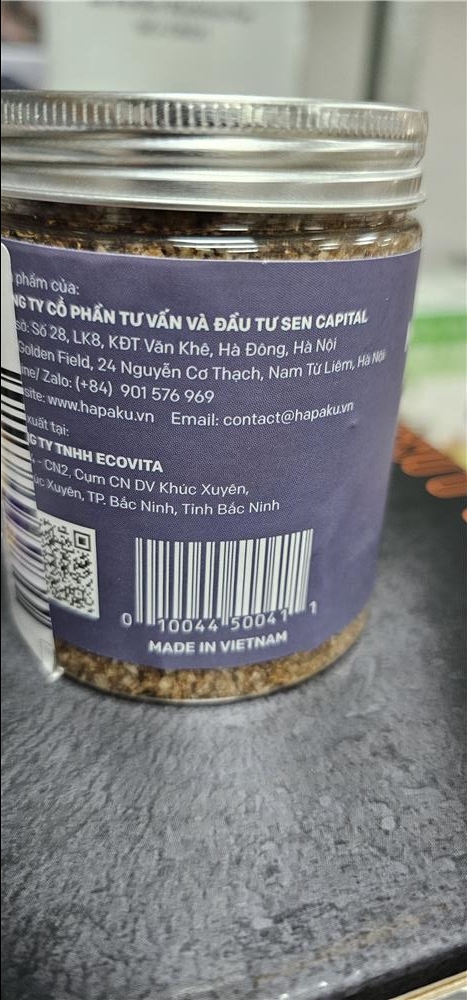 phẩm của:
NG TY CỔ PHẦN TƯ VẤN VÀ ĐẦU TƯ SEN CAPITAL
sở: Số 28, LK8, KĐT Văn Khê, Hà Đông, Hà Nội
Golden Field, 24 Nguyễn Cơ Thạch, Nam Từ Liêm, Hà Nội
ine/ Zalo: (+84) 901 576 969
site: www.hapaku.vn Email: contact@hapaku.vn
xuất tại:
G TY TNHH ECOVITA
- CN2, Cụm CN DV Khúc Xuyên,
úc Xuyên, TP. Bắc Ninh, Tỉnh Bắc Ninh
0 10044 50041 1
MADE IN VIETNAM